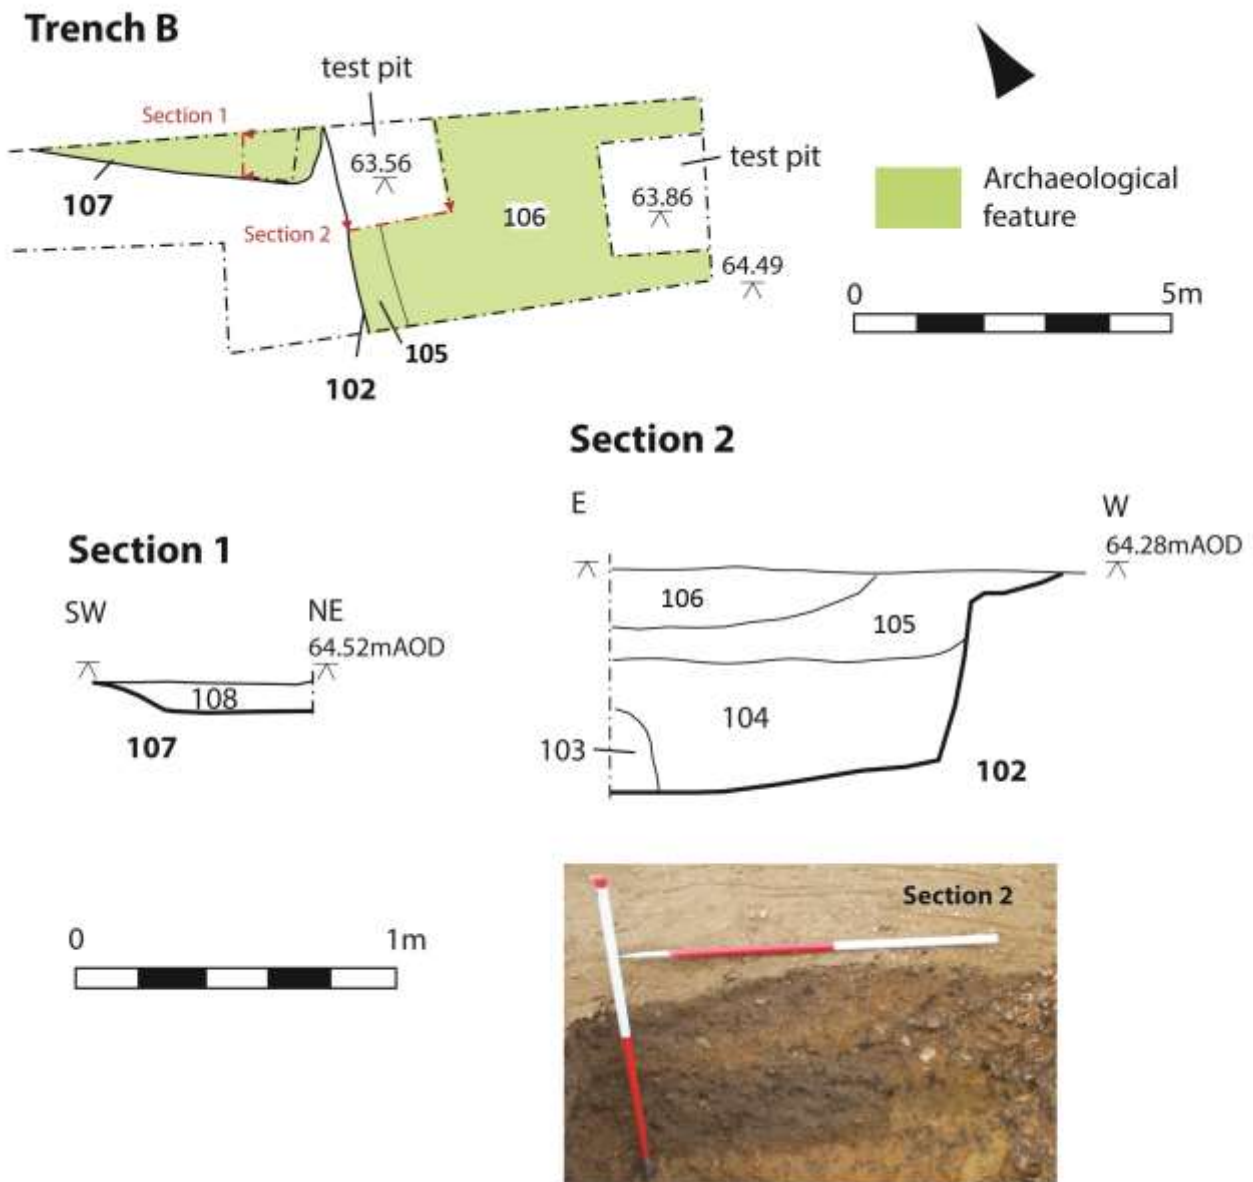 Trench B
test pit
Section 1
63.56
test pit
107
63.86
106
Section 2
64.49
105
102
Archaeological
feature
0 5m
Section 2
E W
64.28mAOD
106
105
104
103
102
Section 1
SW NE
64.52mAOD
108
107
0 1m
Section 2